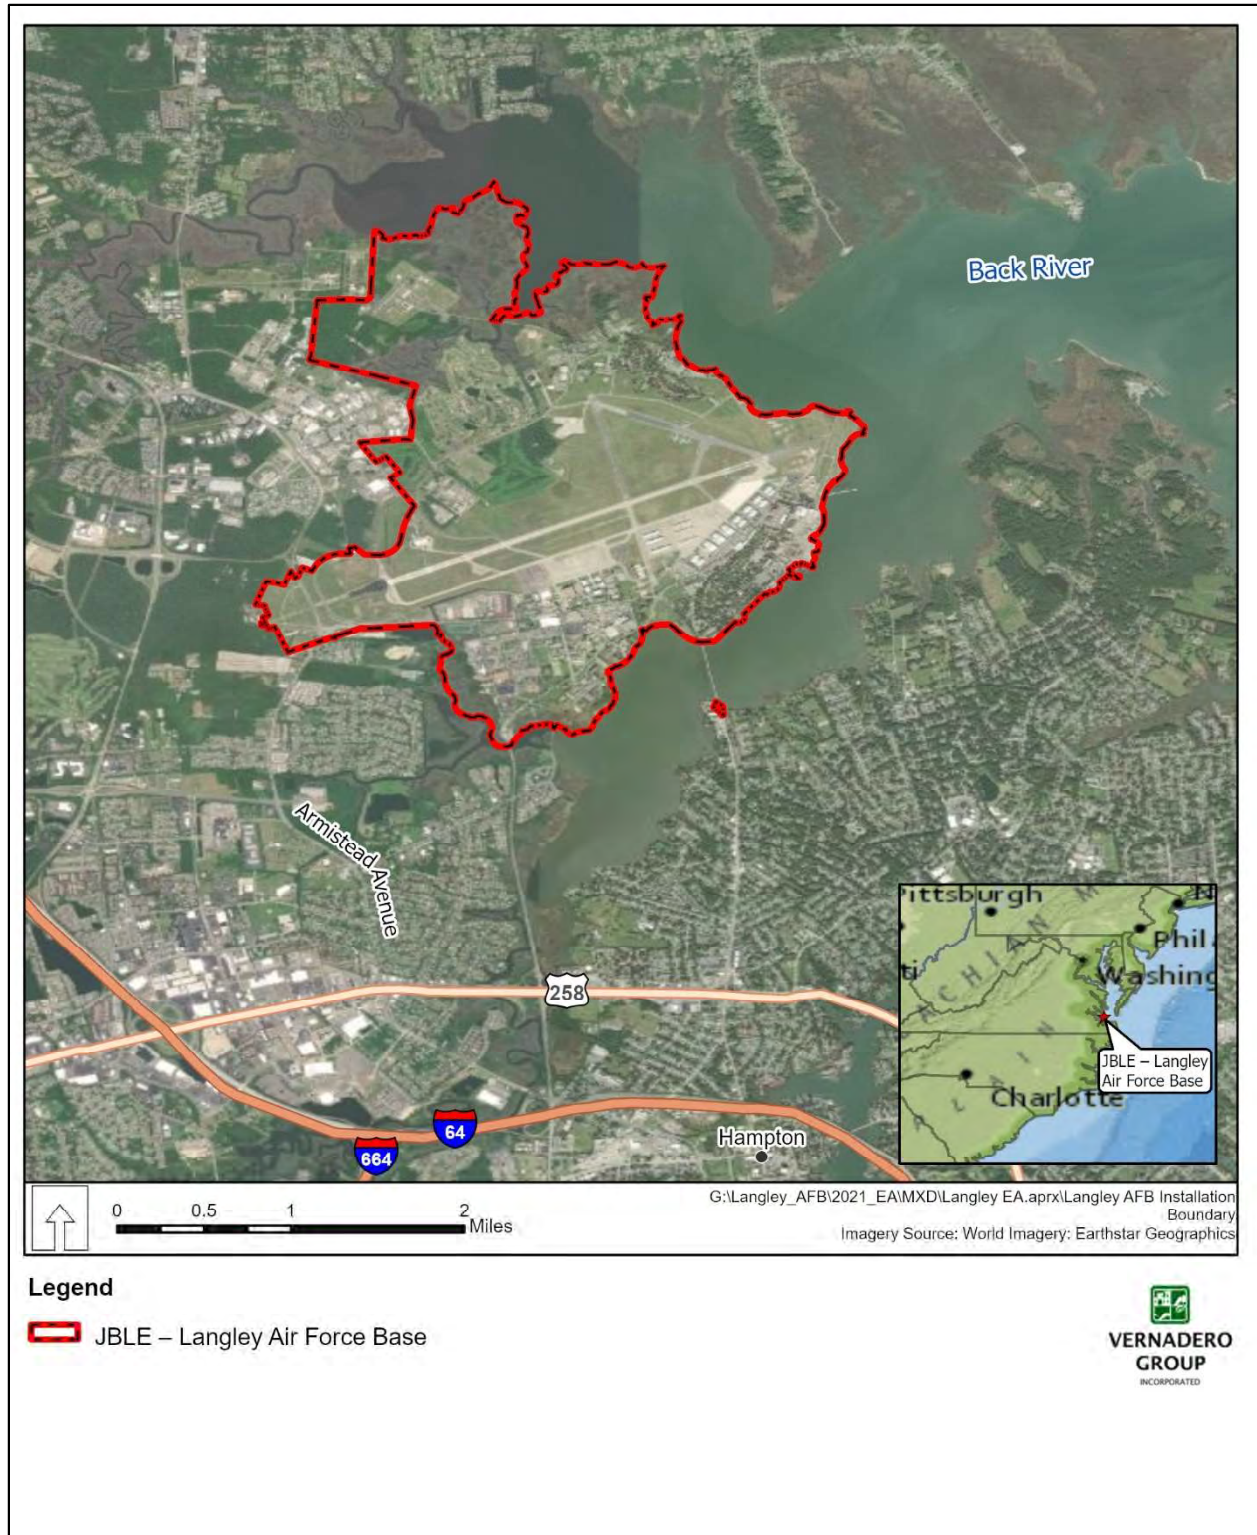 Back River
Armistead Avenue
258
64
664
Hampton
ittsburgh
Phil
Washing
CHIAN M
Charlotte
JBLE – Langley
Air Force Base
0 0.5 1 2
Miles
G:\Langley_AFB\2021_EA\MXD\Langley EA.aprx\Langley AFB Installation
Boundary
Imagery Source: World Imagery: Earthstar Geographics
Legend
JBLE – Langley Air Force Base
VERNADERO
GROUP
INCORPORATED